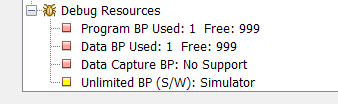 Debug Resources
Program BP Used: 1  Free: 999
Data BP Used: 1  Free: 999
Data Capture BP: No Support
Unlimited BP (S/W): Simulator